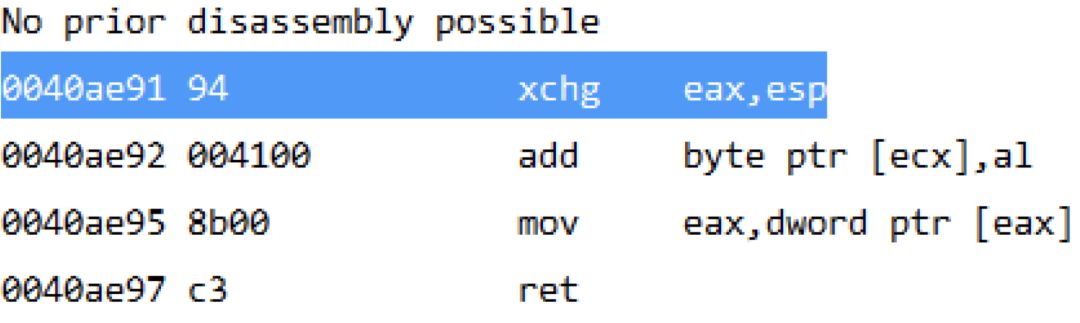 No prior disassembly possible
0040ae91 94 xchg eax,esp
0040ae92 004100 add byte ptr [ecx],al
0040ae95 8b00 mov eax,dword ptr [eax]
0040ae97 c3 ret